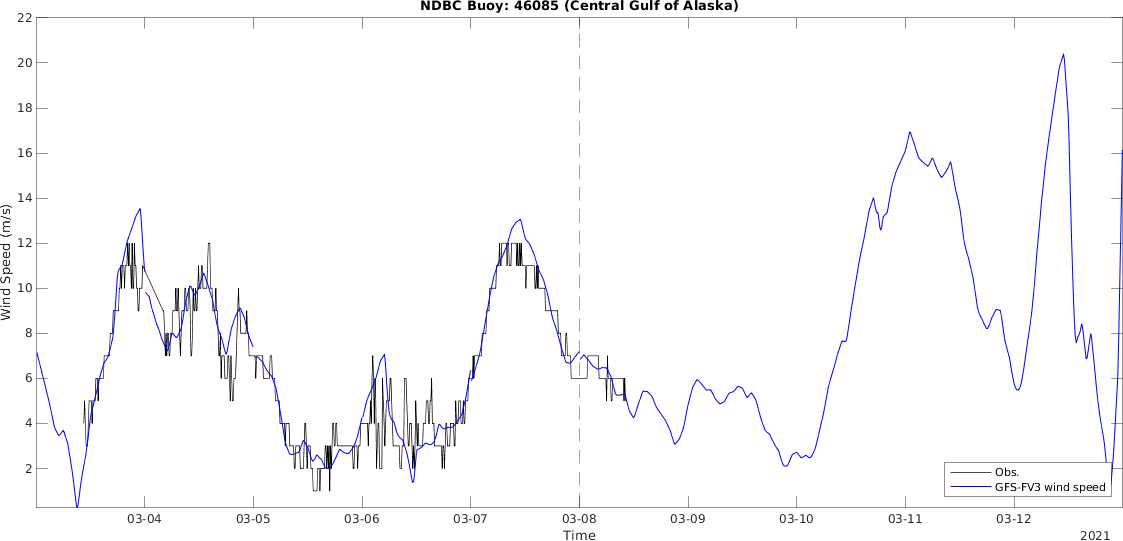 NDBC Buoy: 46085 (Central Gulf of Alaska)
22
20
18
16
14
12
10
8
6
4
2
Wind Speed (m/s)
Obs.
GFS-FV3 wind speed
03-04 03-05 03-06 03-07 03-08 03-09 03-10 03-11 03-12
Time
2021